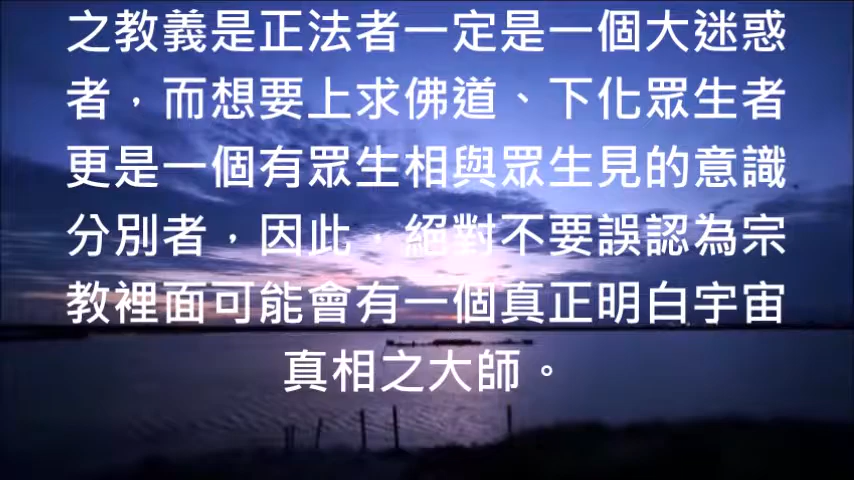 之教義是正法者一定是一個大迷惑
者，而想要上求佛道、下化眾生者
更是一個有眾生相與眾生見的意識
分別者，因此，絕對不要誤認為宗
教裡面可能會有一個真正明白宇宙
真相之大師。